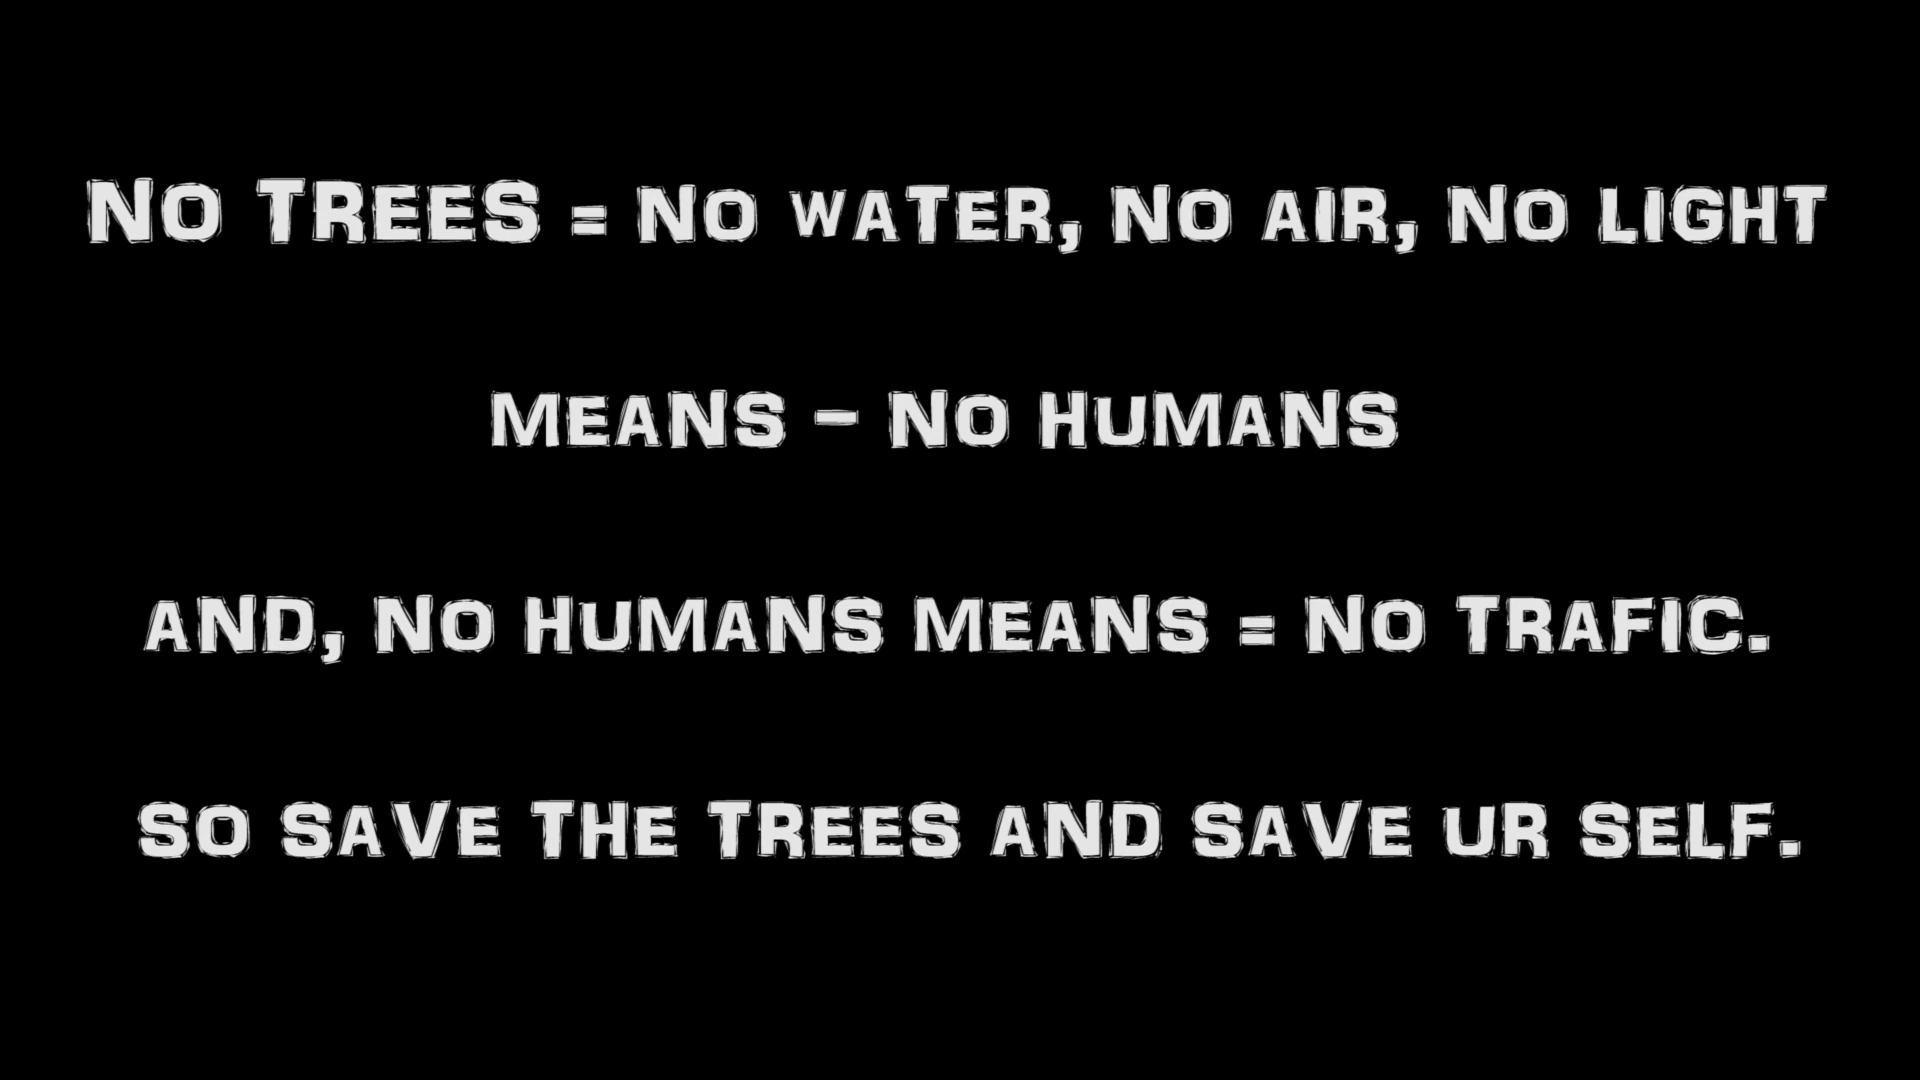 NO TREES = NO WATER, NO AIR, NO LIGHT
MEANS - NO HUMANS
AND, NO HUMANS MEANS = NO TRAFIC.
SO SAVE THE TREES AND SAVE UR SELF.